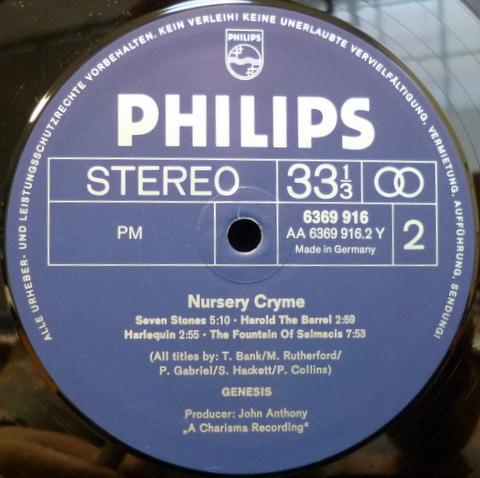 ALLE URHEBER- UND LEISTUNGSSCHUTZRECHTE VORBEHALTEN. KEIN VERLEIH! KEINE UNERLAUBTE VERVIELFÄLTIGUNG, VERMIETUNG, AUFFÜHRUNG, SENDUNG!
PHILIPS
PHILIPS
STEREO 33 1/3
6369 916
PM AA 6369 916.2 Y 2
Made in Germany
Nursery Cryme
Seven Stones 5:10 · Harold The Barrel 2:59
Harlequin 2:55 · The Fountain Of Salmacis 7:53
(All titles by: T. Bank/M. Rutherford/
P. Gabriel/S. Hackett/P. Collins)
GENESIS
Producer: John Anthony
„A Charisma Recording"